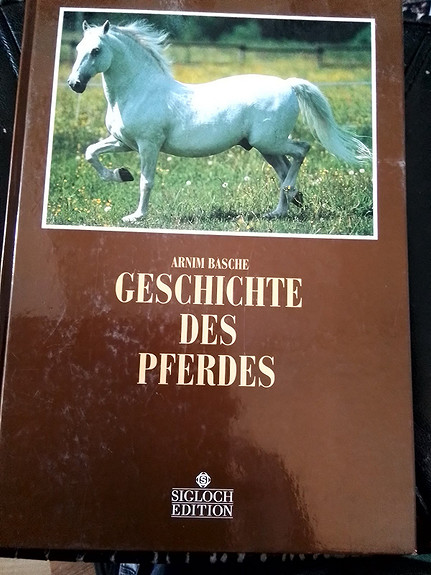 ARNIM BASCHE
GESCHICHTE
DES
PFERDES
S
SIGLOCH
EDITION